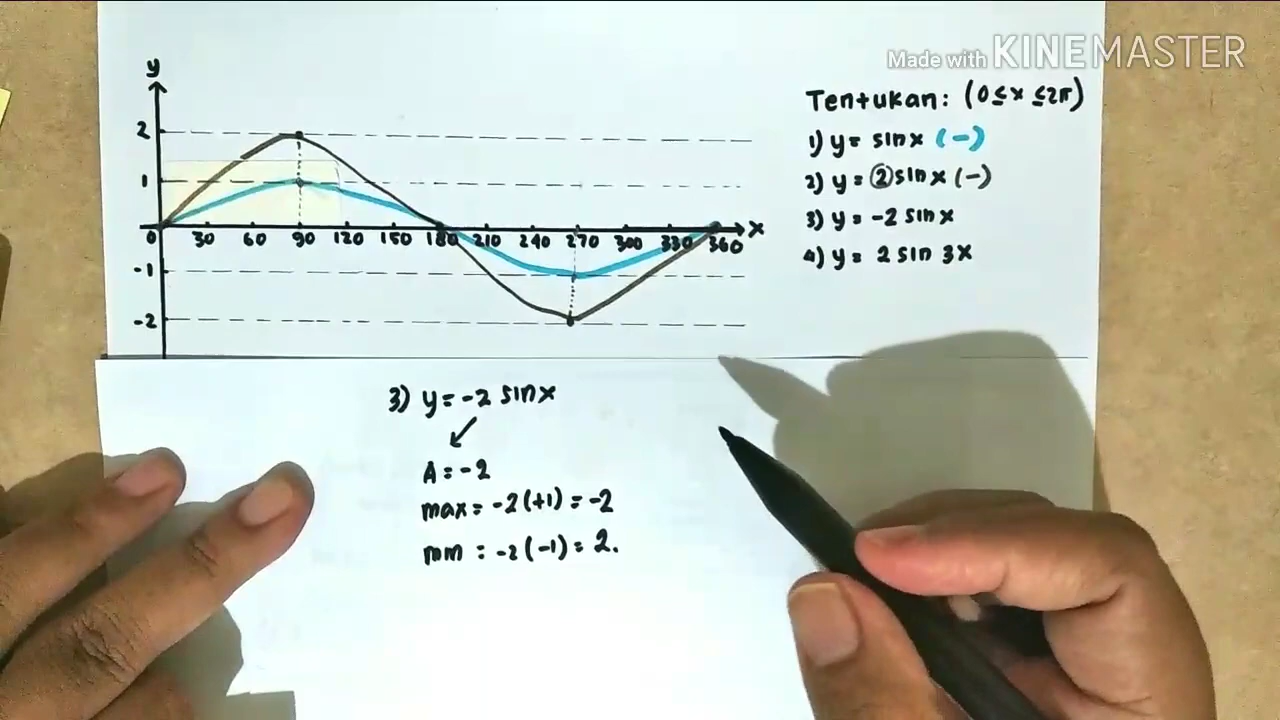 Made with KINEMASTER
y
2
1
0 30 60 90 120 150 180 210 240 270 300 330 360 x
-1
-2
Tentukan: (0≤x≤2π)
1) y = sin x (-)
2) y = 2 sin x (-)
3) y = -2 sin x
4) y = 2 sin 3x
3) y = -2 sin x
A = -2
max = -2 (+1) = -2
min = -2 (-1) = 2.